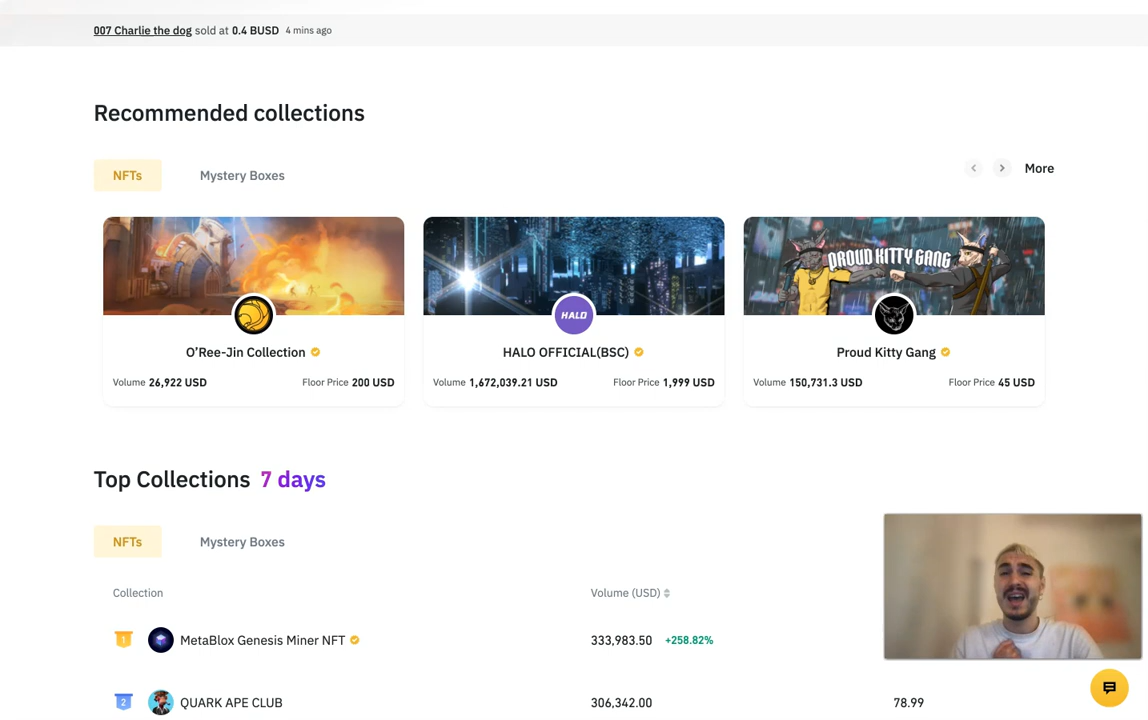 007 Charlie the dog sold at 0.4 BUSD 4 mins ago
Recommended collections
NFTs Mystery Boxes More
PROUD KITTY GANG
HALO
O'Ree-Jin Collection HALO OFFICIAL(BSC) Proud Kitty Gang
Volume 26,922 USD Floor Price 200 USD Volume 1,672,039.21 USD Floor Price 1,999 USD Volume 150,731.3 USD Floor Price 45 USD
Top Collections 7 days
NFTs Mystery Boxes
Collection Volume (USD)
1 MetaBlox Genesis Miner NFT 333,983.50 +258.82%
2 QUARK APE CLUB 306,342.00 78.99